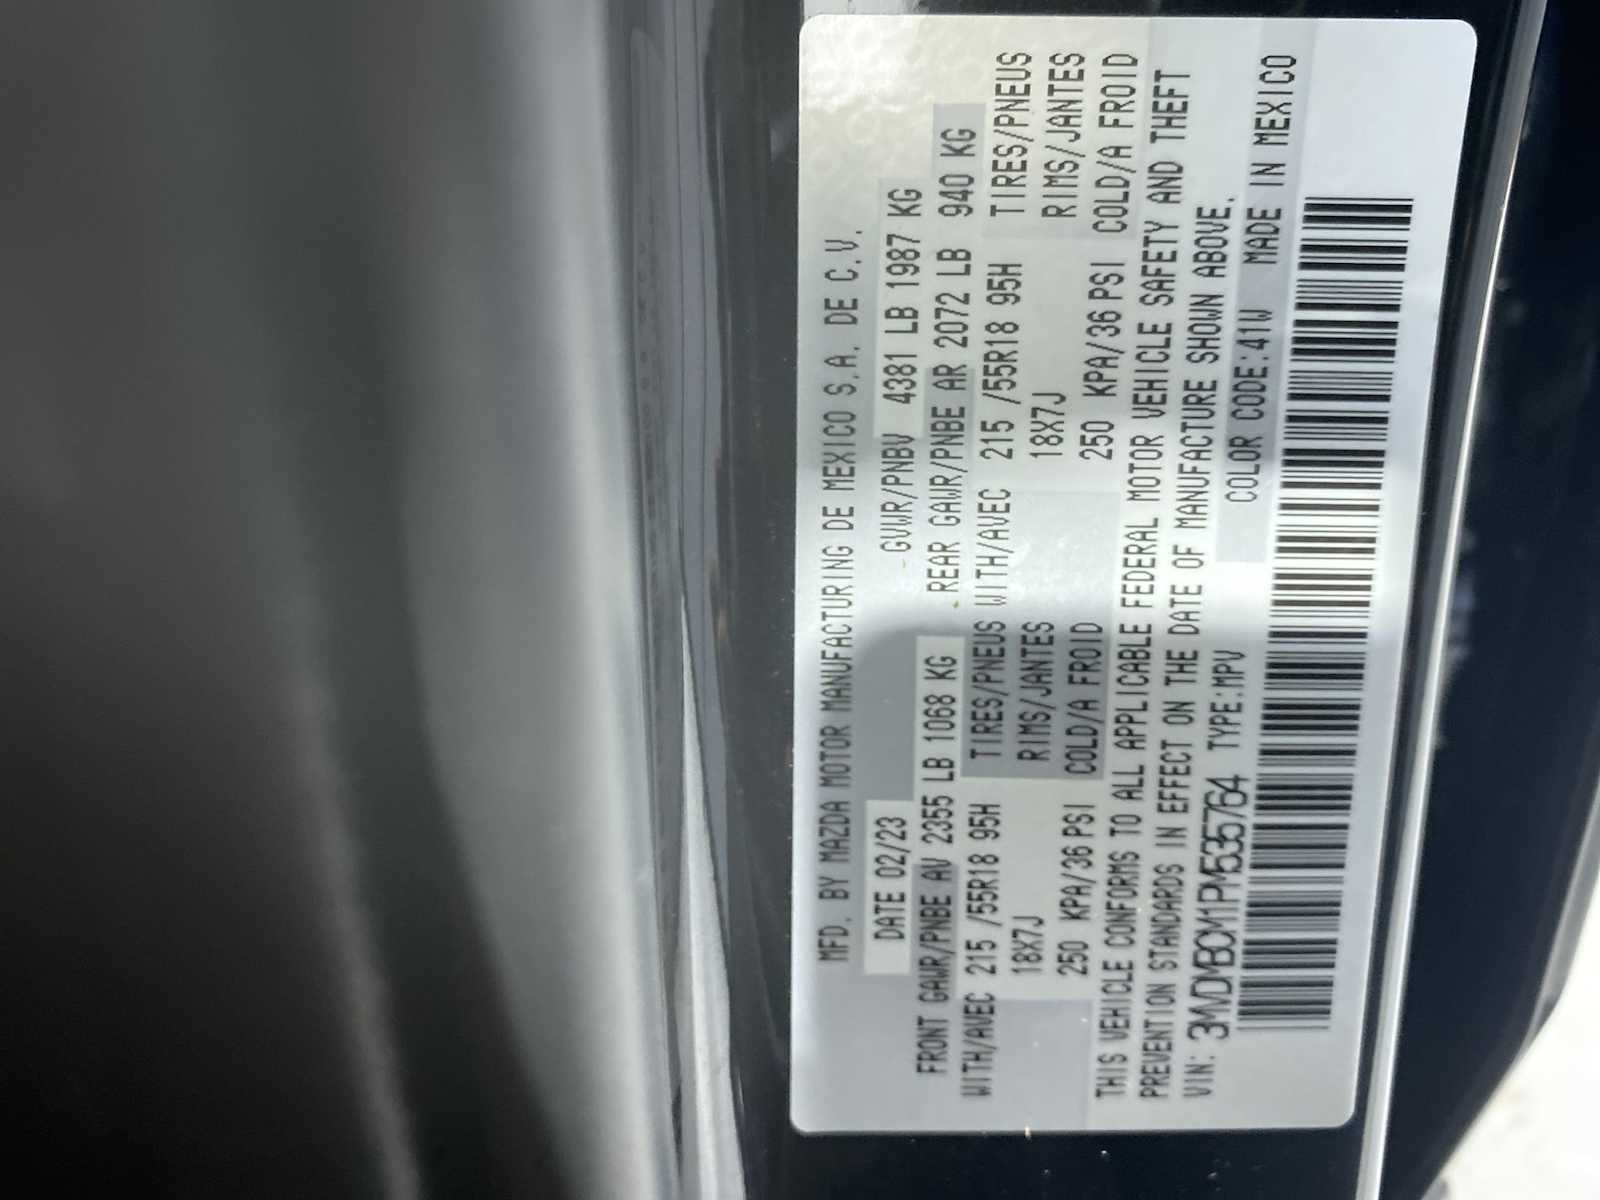 MFD. BY MAZDA MOTOR MANUFACTURING DE MEXICO S.A. DE C.V.
DATE 02/23 GVWR/PNBV 4381 LB 1987 KG
FRONT GAWR/PNBE AV 2355 LB 1068 KG REAR GAWR/PNBE AR 2072 LB 940 KG
WITH/AVEC 215 /55R18 95H TIRES/PNEUS WITH/AVEC 215 /55R18 95H TIRES/PNEUS
18X7J RIMS/JANTES 18X7J RIMS/JANTES
250 KPA/36 PSI COLD/A FROID 250 KPA/36 PSI COLD/A FROID
THIS VEHICLE CONFORMS TO ALL APPLICABLE FEDERAL MOTOR VEHICLE SAFETY AND THEFT
PREVENTION STANDARDS IN EFFECT ON THE DATE OF MANUFACTURE SHOWN ABOVE.
VIN: 3MVDMBCM1PM535764 TYPE:MPV COLOR CODE:41W MADE IN MEXICO